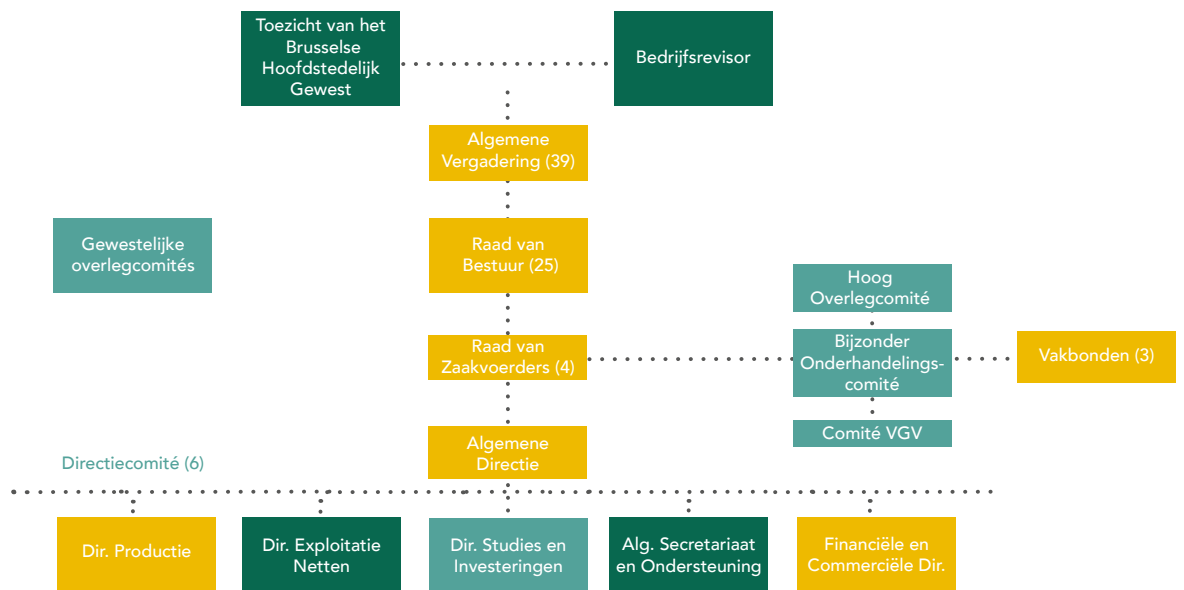 Toezicht van het
Brusselse
Hoofdstedelijk
Gewest
Bedrijfsrevisor
Algemene
Vergadering (39)
Gewestelijke
overlegcomités
Raad van
Bestuur (25)
Hoog
Overlegcomité
Raad van
Zaakvoerders (4)
Bijzonder
Onderhandelings-
comité
Vakbonden (3)
Comité VGV
Algemene
Directie
Directiecomité (6)
Dir. Productie
Dir. Exploitatie
Netten
Dir. Studies en
Investeringen
Alg. Secretariaat
en Ondersteuning
Financiële en
Commerciële Dir.